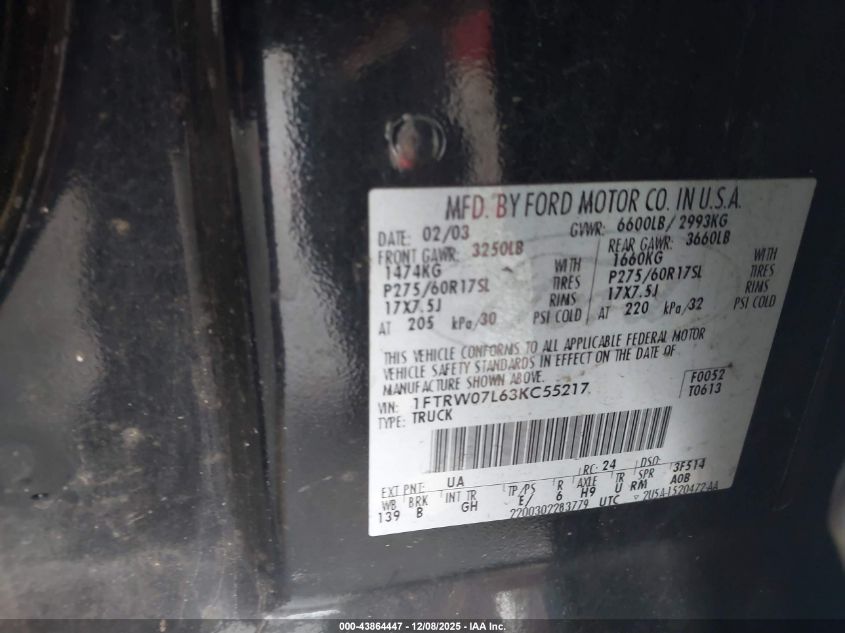 MFD. BY FORD MOTOR CO. IN U.S.A.
DATE: 02/03 GVWR: 6600LB / 2993KG
FRONT GAWR: 3250LB REAR GAWR: 3660LB
1474KG WITH 1660KG WITH
P275/60R17SL TIRES P275/60R17SL TIRES
17X7.5J RIMS 17X7.5J RIMS
AT 205 kPa/30 PSI COLD AT 220 kPa/32 PSI COLD
THIS VEHICLE CONFORMS TO ALL APPLICABLE FEDERAL MOTOR
VEHICLE SAFETY STANDARDS IN EFFECT ON THE DATE OF
MANUFACTURE SHOWN ABOVE.
VIN: 1FTRW07L63KC55217 F0052
TYPE: TRUCK T0613
EXT PNT: UA RC: 24 DSO: 3F514
WB BRK INT TR TP/PS R AXLE TR SPR
139 B GH E/ 6 H9 U RM A0B
2200302283779 UTC 2U5A-1520472-AA
000-43864447 - 12/08/2025 - IAA Inc.